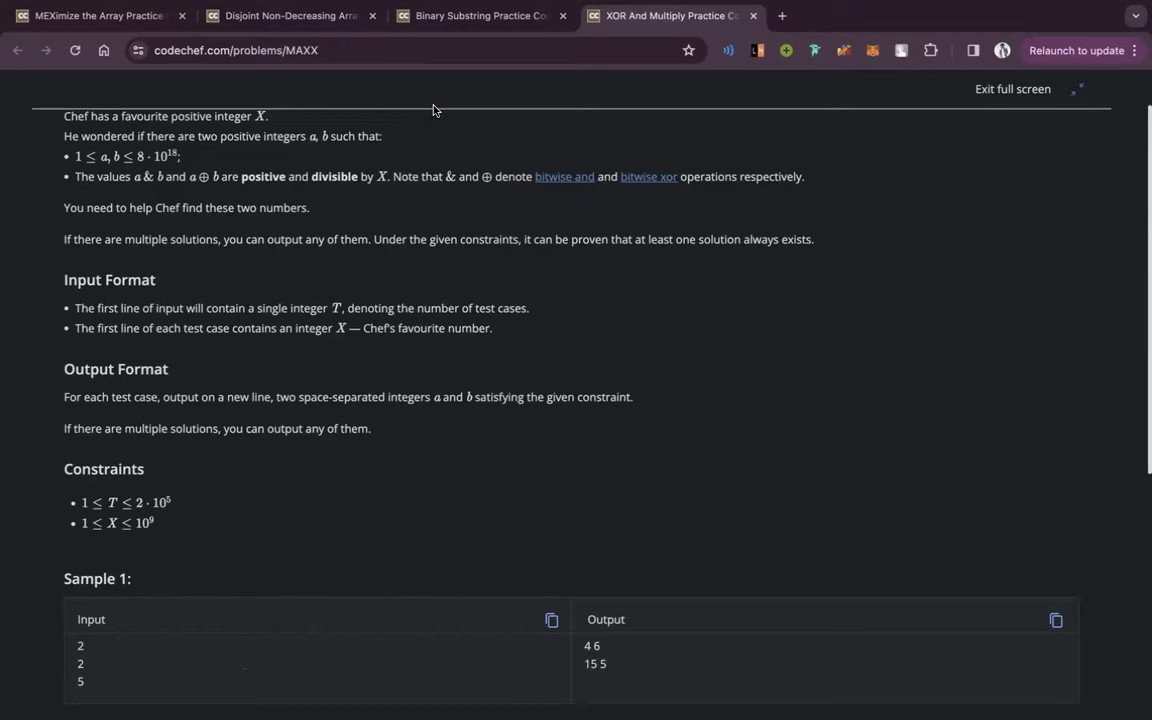 MEXimize the Array Practice
Disjoint Non-Decreasing Arra
Binary Substring Practice Co
XOR And Multiply Practice Co
codechef.com/problems/MAXX
Relaunch to update
Exit full screen
Chef has a favourite positive integer X.
He wondered if there are two positive integers a, b such that:
• 1 ≤ a, b ≤ 8 · 10^18;
• The values a & b and a ⊕ b are positive and divisible by X. Note that & and ⊕ denote bitwise and and bitwise xor operations respectively.
You need to help Chef find these two numbers.
If there are multiple solutions, you can output any of them. Under the given constraints, it can be proven that at least one solution always exists.
Input Format
• The first line of input will contain a single integer T, denoting the number of test cases.
• The first line of each test case contains an integer X — Chef's favourite number.
Output Format
For each test case, output on a new line, two space-separated integers a and b satisfying the given constraint.
If there are multiple solutions, you can output any of them.
Constraints
• 1 ≤ T ≤ 2 · 10^5
• 1 ≤ X ≤ 10^9
Sample 1:
Input
2
2
5
Output
4 6
15 5